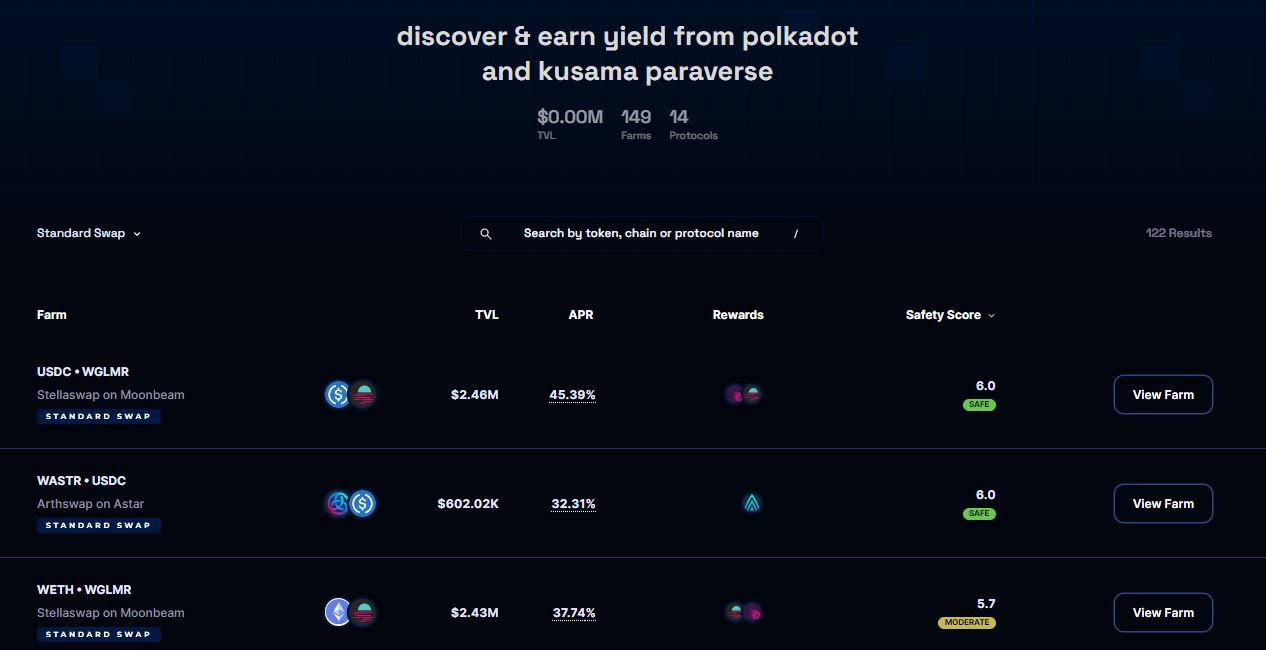 discover & earn yield from polkadot
and kusama paraverse
$0.00M 149 14
TVL Farms Protocols
Standard Swap Search by token, chain or protocol name / 122 Results
Farm TVL APR Rewards Safety Score
USDC • WGLMR
Stellaswap on Moonbeam
STANDARD SWAP
$2.46M 45.39% 6.0
SAFE
View Farm
WASTR • USDC
Arthswap on Astar
STANDARD SWAP
$602.02K 32.31% 6.0
SAFE
View Farm
WETH • WGLMR
Stellaswap on Moonbeam
STANDARD SWAP
$2.43M 37.74% 5.7
MODERATE
View Farm